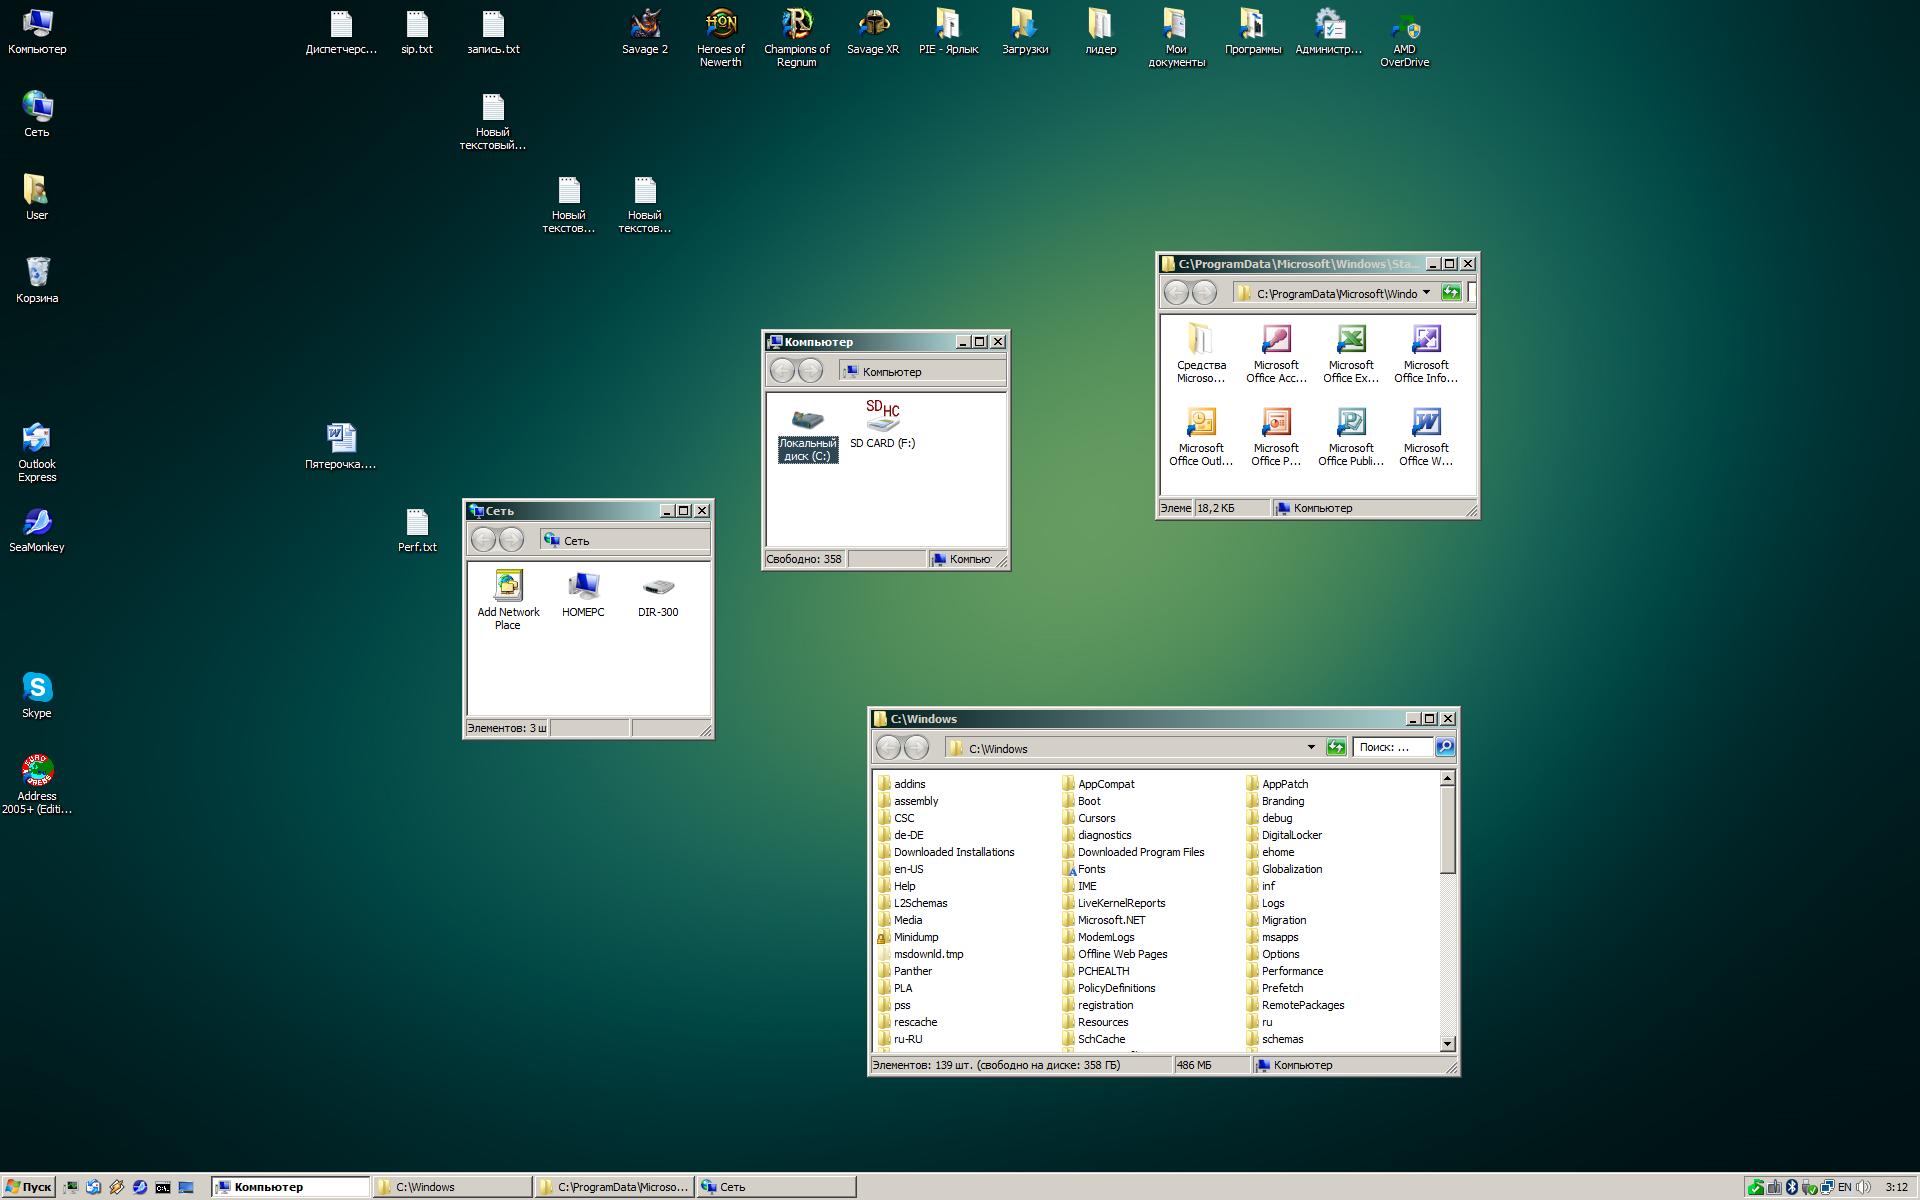 Компьютер
Диспетчерс...
sip.txt
запись.txt
Savage 2
Heroes of
Newerth
Champions of
Regnum
Savage XR
PIE - Ярлык
Загрузки
лидер
Мои
документы
Программы
Администр...
AMD
OverDrive
Сеть
Новый
текстовый...
User
Новый
текстов...
Новый
текстов...
Корзина
Outlook
Express
Пятерочка....
SeaMonkey
Perf.txt
Skype
Address
2005+ (Editi...
C:\ProgramData\Microsoft\Windows\Sta...
C:\ProgramData\Microsoft\Windo
Средства
Microso...
Microsoft
Office Acc...
Microsoft
Office Ex...
Microsoft
Office Info...
Microsoft
Office Outl...
Microsoft
Office P...
Microsoft
Office Publi...
Microsoft
Office W...
Элеме
18,2 КБ
Компьютер
Компьютер
Компьютер
SD HC
Локальный
диск (C:)
SD CARD (F:)
Свободно: 358
Компьют
Сеть
Сеть
Add Network
Place
HOMEPC
DIR-300
Элементов: 3 ш
C:\Windows
C:\Windows
Поиск: ...
addins
AppCompat
AppPatch
assembly
Boot
Branding
CSC
Cursors
debug
de-DE
diagnostics
DigitalLocker
Downloaded Installations
Downloaded Program Files
ehome
en-US
Fonts
Globalization
Help
IME
inf
L2Schemas
LiveKernelReports
Logs
Media
Microsoft.NET
Migration
Minidump
ModemLogs
msapps
msdownld.tmp
Offline Web Pages
Options
Panther
PCHEALTH
Performance
PLA
PolicyDefinitions
Prefetch
pss
registration
RemotePackages
rescache
Resources
ru
ru-RU
SchCache
schemas
Элементов: 139 шт. (свободно на диске: 358 ГБ)
486 МБ
Компьютер
Пуск
Компьютер
C:\Windows
C:\ProgramData\Microso...
Сеть
EN
3:12